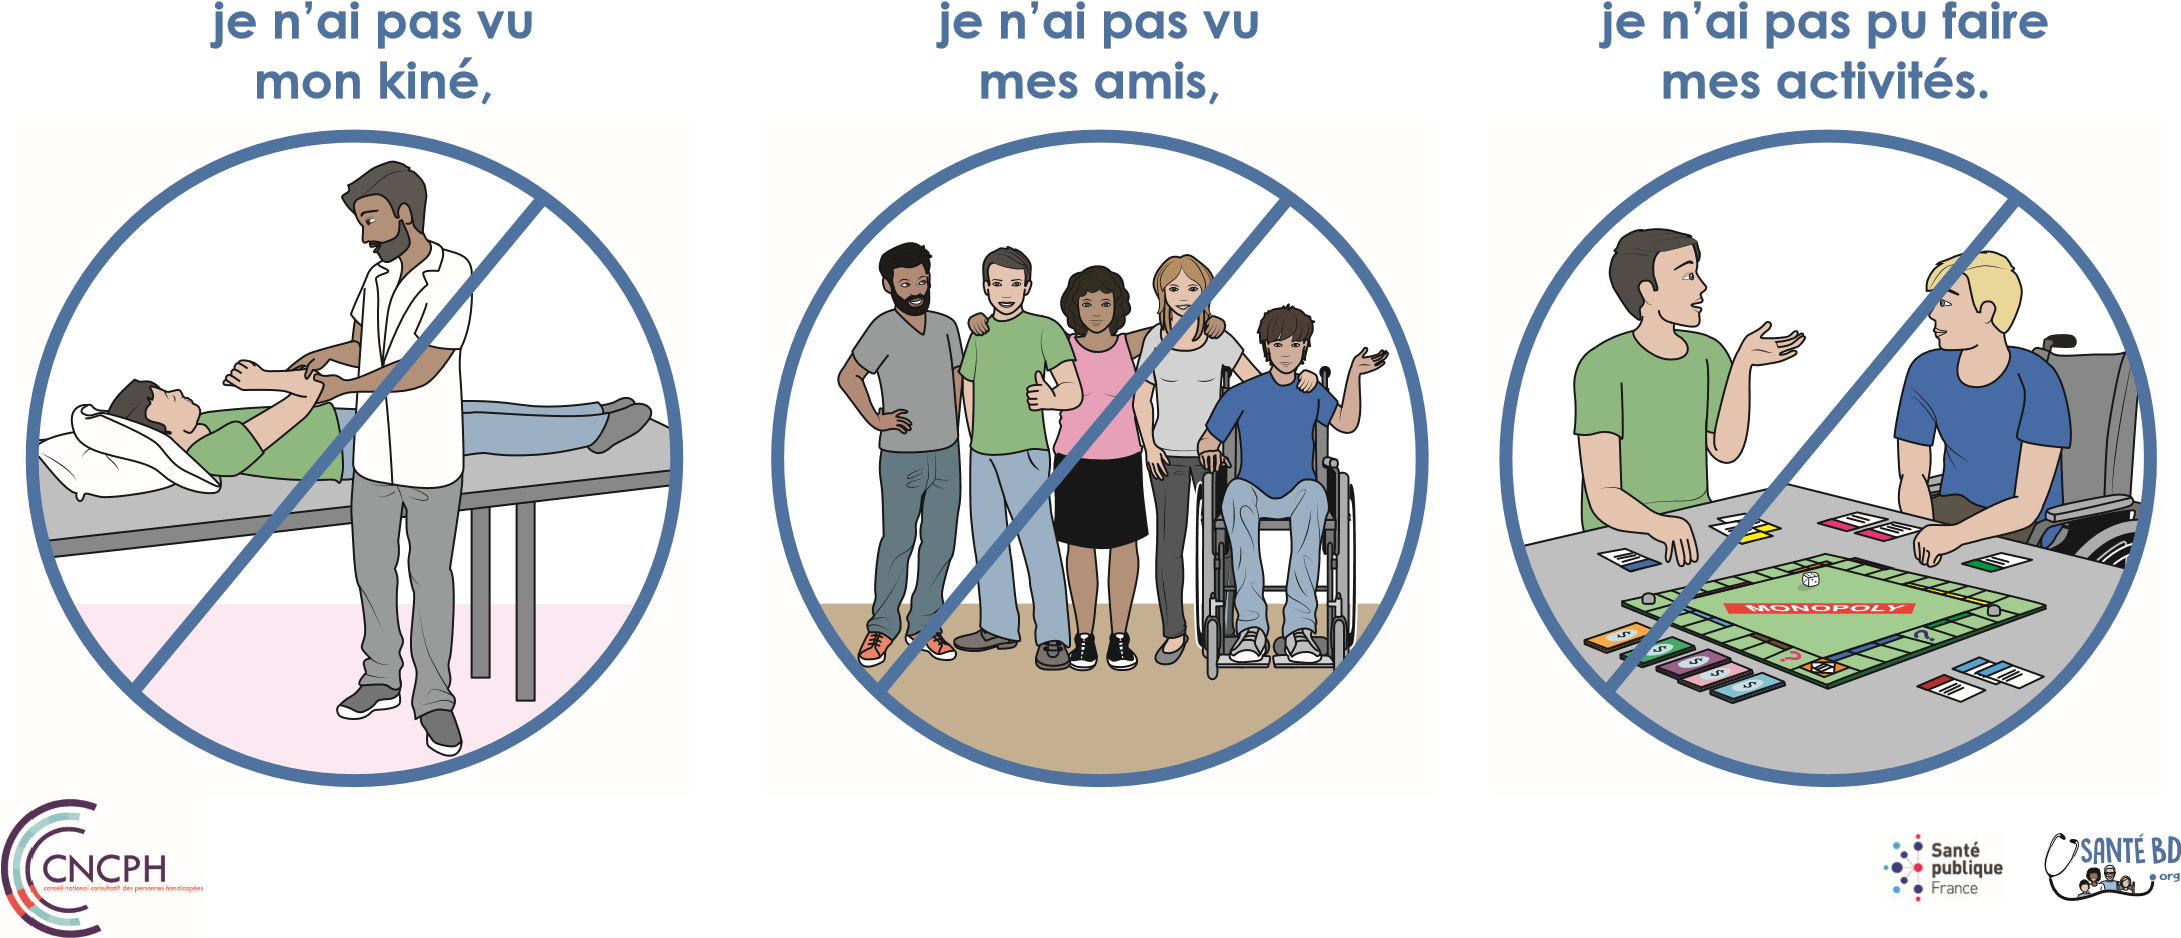 je n’ai pas vu
mon kiné,
je n’ai pas vu
mes amis,
je n’ai pas pu faire
mes activités.
MONOPOLY
?
?
$
$
$
$
$
CNCPH
conseil national consultatif des personnes handicapées
Santé
publique
France
SANTÉ BD
.org